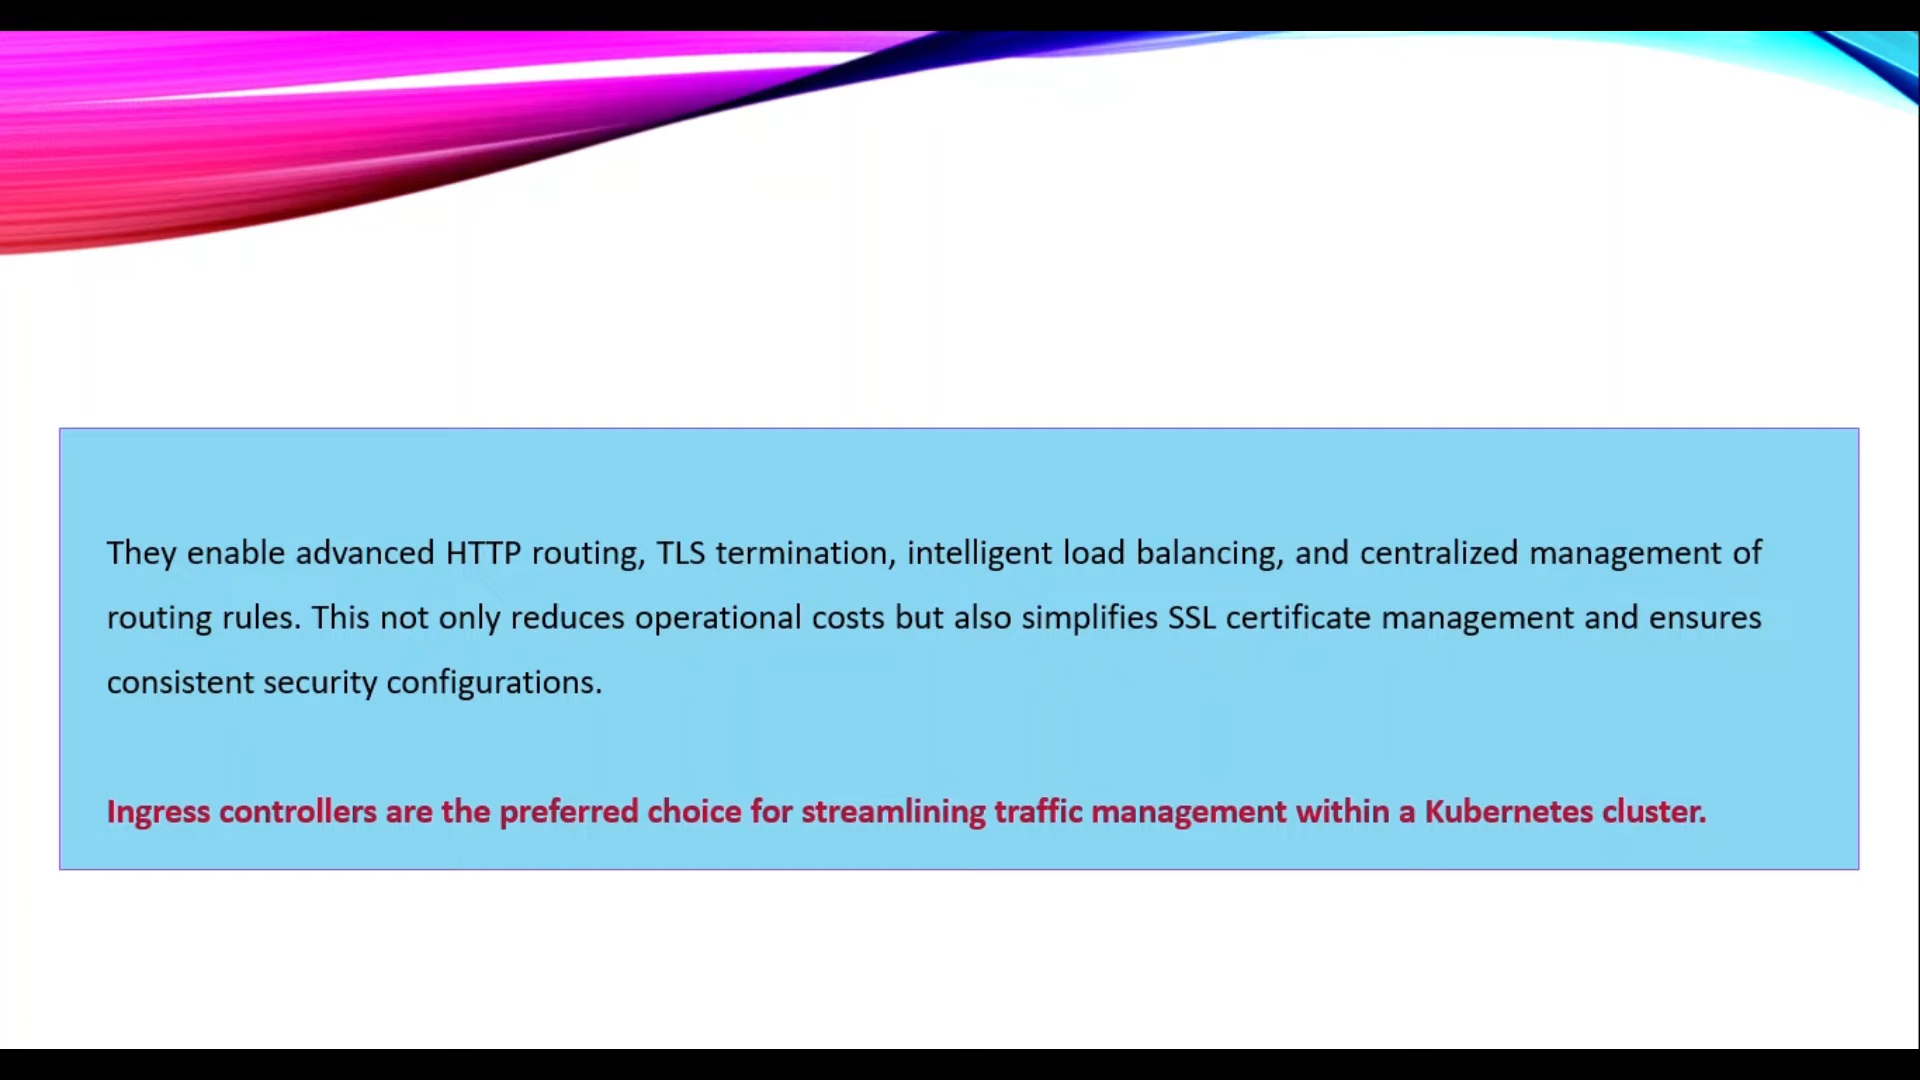 They enable advanced HTTP routing, TLS termination, intelligent load balancing, and centralized management of
routing rules. This not only reduces operational costs but also simplifies SSL certificate management and ensures
consistent security configurations.
Ingress controllers are the preferred choice for streamlining traffic management within a Kubernetes cluster.